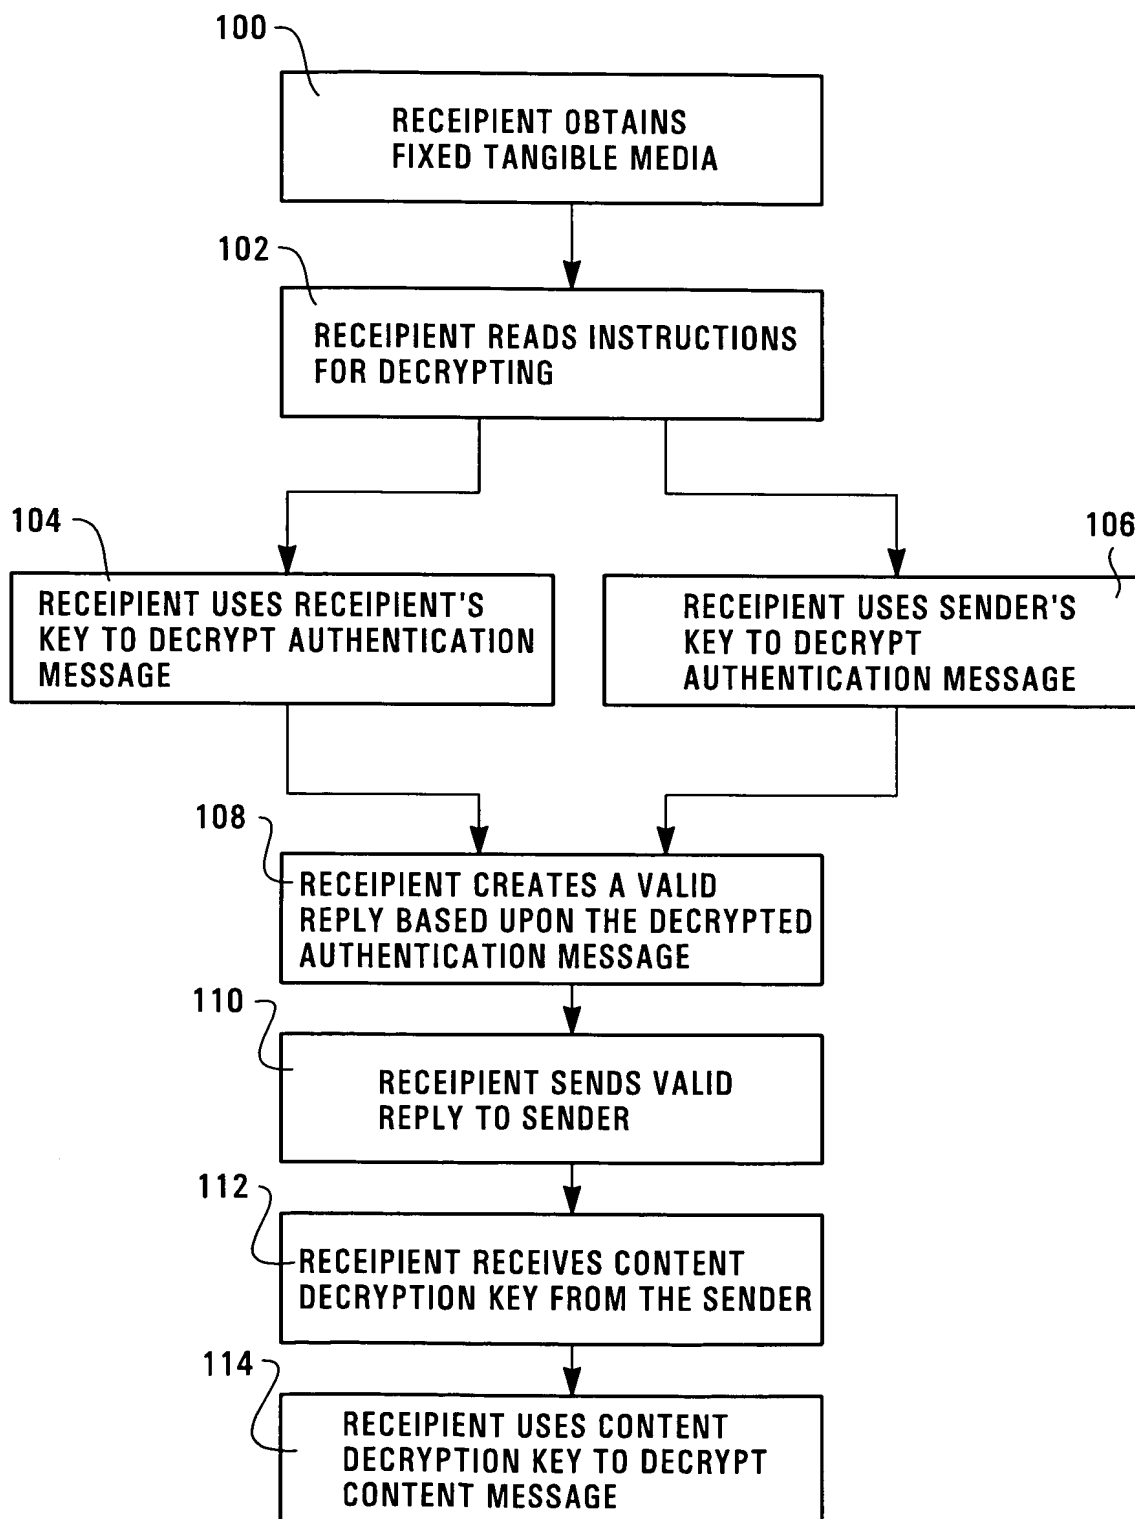 100
RECEIPIENT OBTAINS
FIXED TANGIBLE MEDIA
102
RECEIPIENT READS INSTRUCTIONS
FOR DECRYPTING
104
RECEIPIENT USES RECEIPIENT'S
KEY TO DECRYPT AUTHENTICATION
MESSAGE
106
RECEIPIENT USES SENDER'S
KEY TO DECRYPT
AUTHENTICATION MESSAGE
108
RECEIPIENT CREATES A VALID
REPLY BASED UPON THE DECRYPTED
AUTHENTICATION MESSAGE
110
RECEIPIENT SENDS VALID
REPLY TO SENDER
112
RECEIPIENT RECEIVES CONTENT
DECRYPTION KEY FROM THE SENDER
114
RECEIPIENT USES CONTENT
DECRYPTION KEY TO DECRYPT
CONTENT MESSAGE